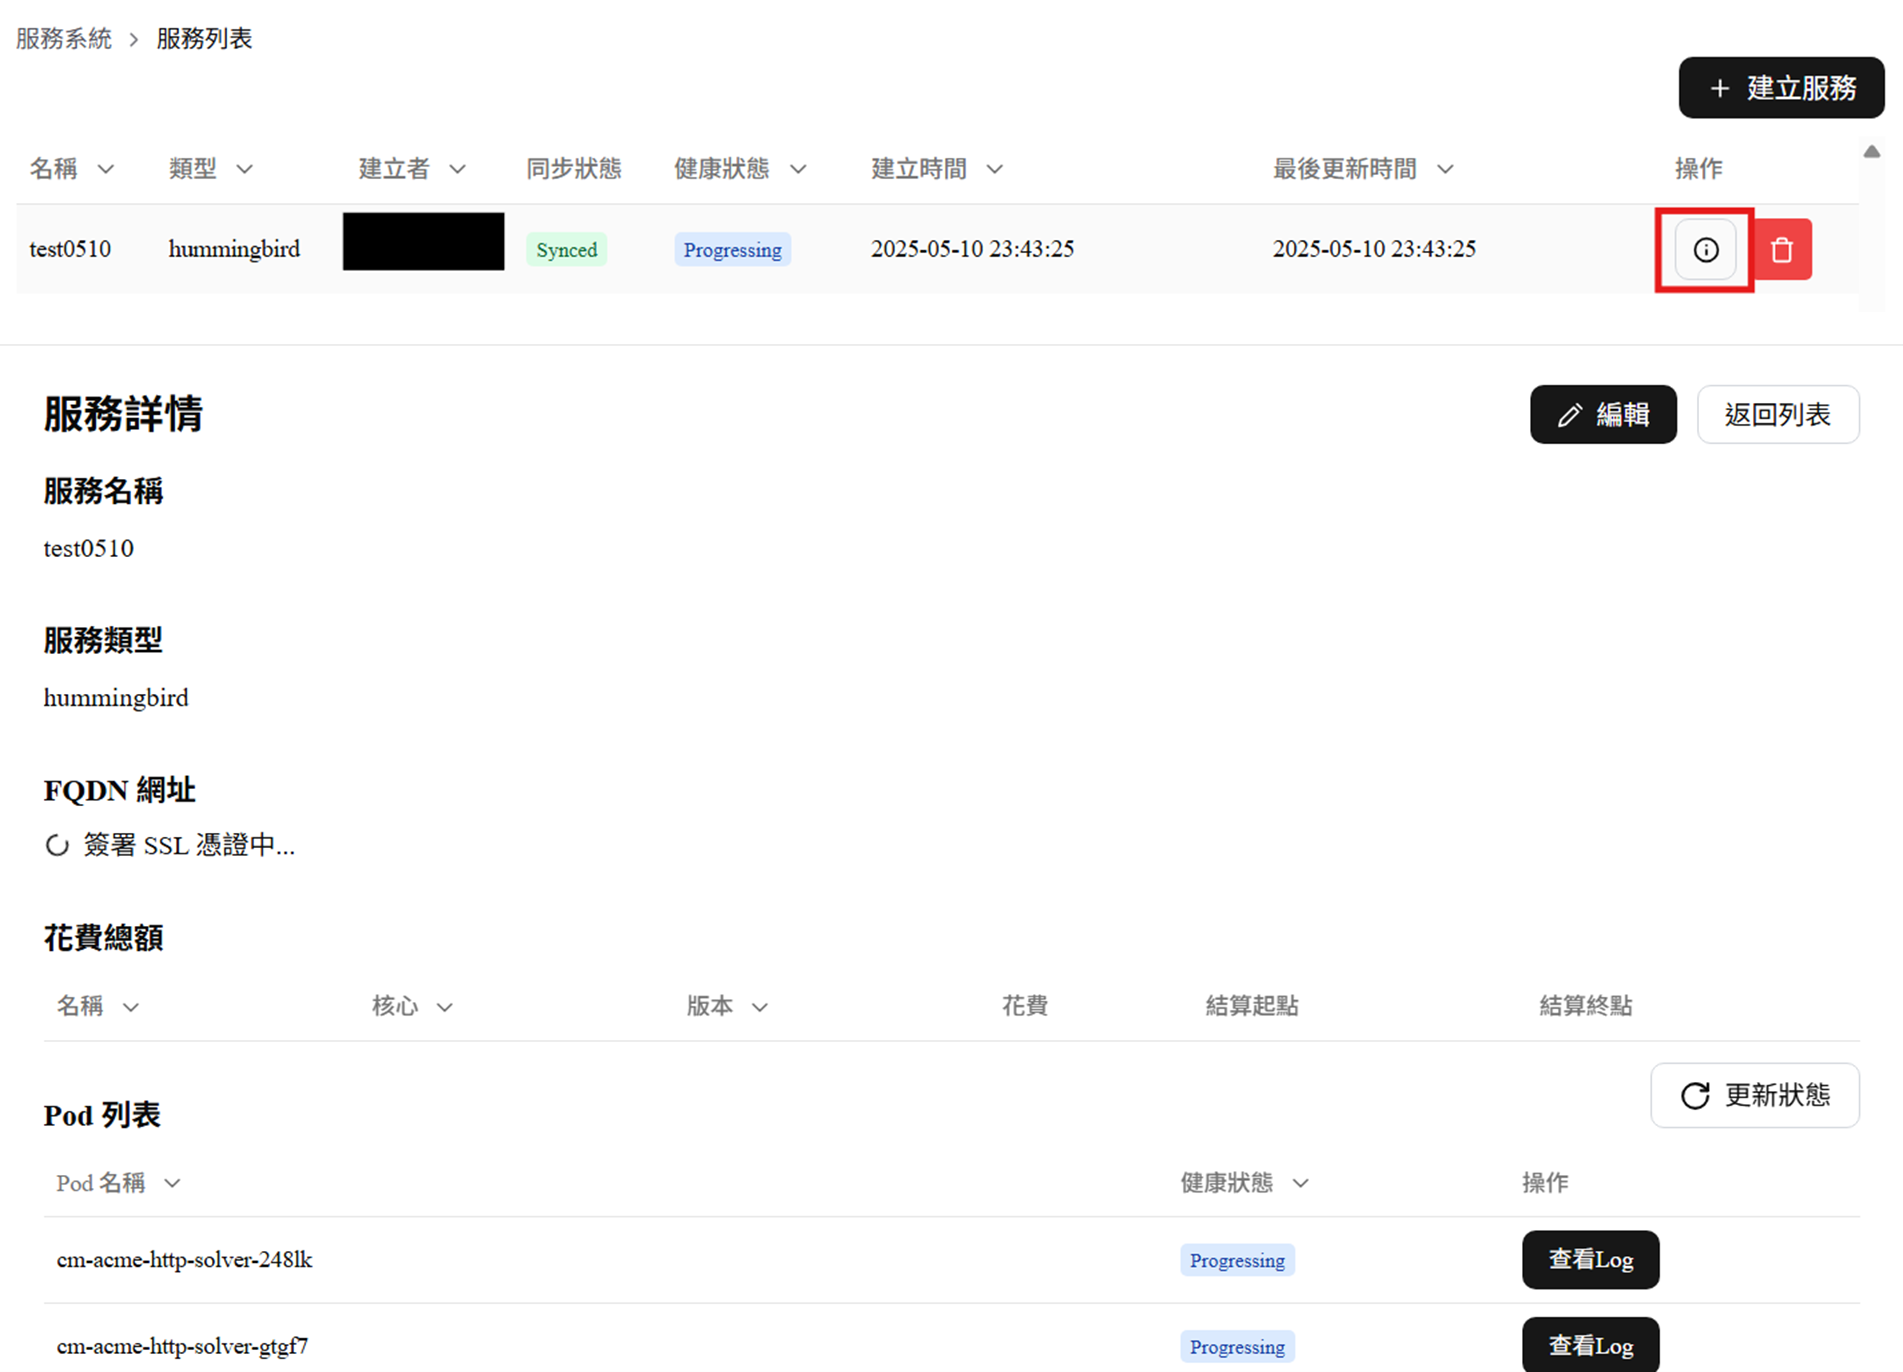 服務系統 > 服務列表
+ 建立服務
名稱 類型 建立者 同步狀態 健康狀態 建立時間 最後更新時間 操作
test0510 hummingbird Synced Progressing 2025-05-10 23:43:25 2025-05-10 23:43:25
服務詳情 編輯 返回列表
服務名稱
test0510
服務類型
hummingbird
FQDN 網址
簽署 SSL 憑證中...
花費總額
名稱 核心 版本 花費 結算起點 結算終點
更新狀態
Pod 列表
Pod 名稱 健康狀態 操作
cm-acme-http-solver-248lk Progressing 查看Log
cm-acme-http-solver-gtgf7 Progressing 查看Log